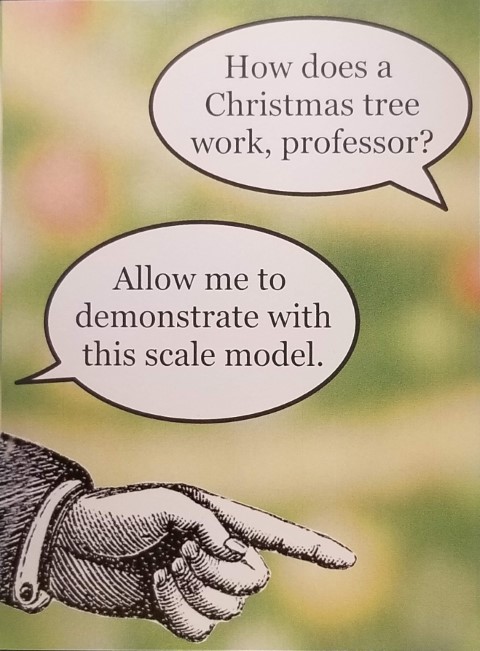 How does a
Christmas tree
work, professor?
Allow me to
demonstrate with
this scale model.